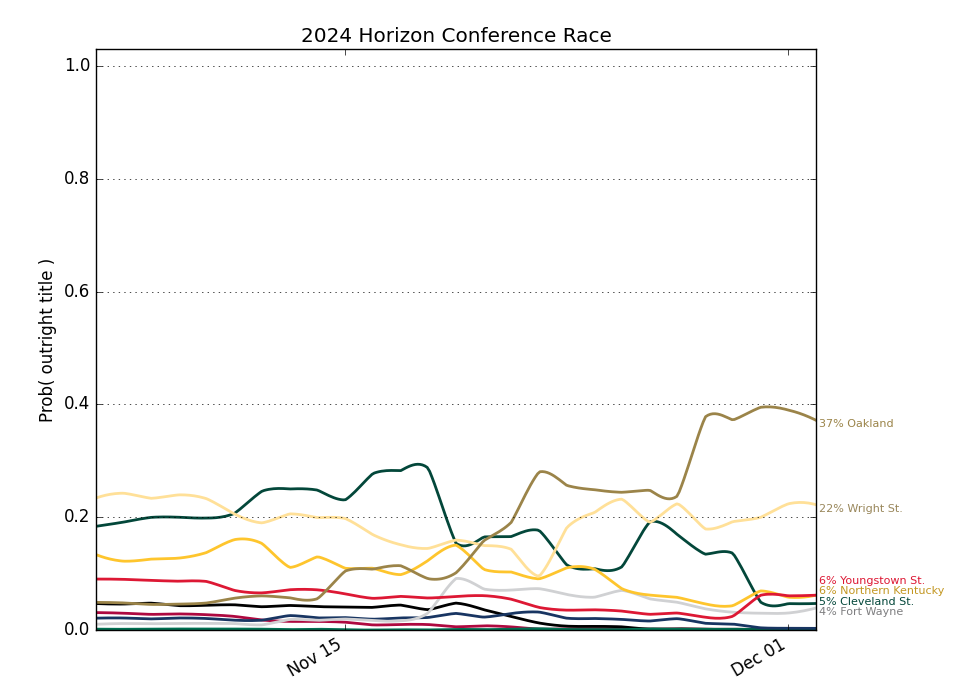 2024 Horizon Conference Race
1.0
0.8
0.6
0.4
0.2
0.0
Prob( outright title )
Nov 15
Dec 01
37% Oakland
22% Wright St.
6% Youngstown St.
6% Northern Kentucky
5% Cleveland St.
4% Fort Wayne